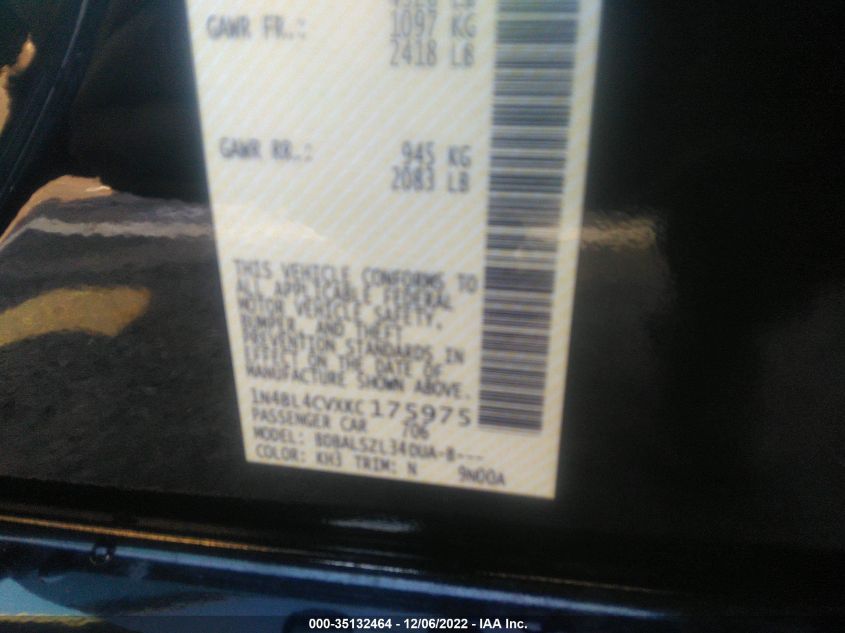 GAWR FR.: 1097 KG
2418 LB
GAWR RR.: 945 KG
2083 LB
THIS VEHICLE CONFORMS TO
ALL APPLICABLE FEDERAL
MOTOR VEHICLE SAFETY,
BUMPER, AND THEFT
PREVENTION STANDARDS IN
EFFECT ON THE DATE OF
MANUFACTURE SHOWN ABOVE.
1N4BL4CVXKC175975
PASSENGER CAR 706
MODEL: BDBALSZL34DUA-B---
COLOR: KH3 TRIM: N 9N00A
000-35132464 - 12/06/2022 - IAA Inc.